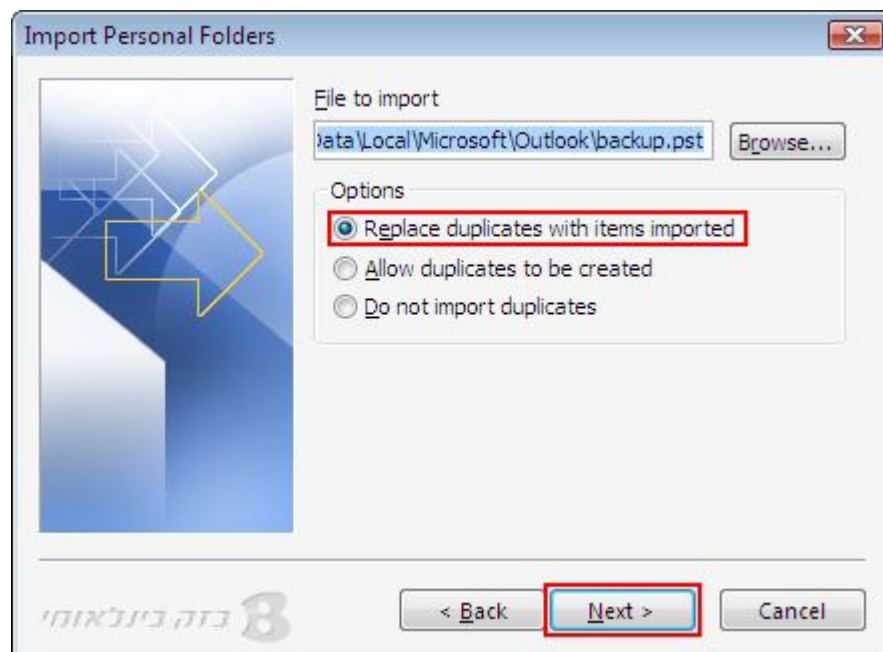 Import Personal Folders
File to import
Data\Local\Microsoft\Outlook\backup.pst
Browse...
Options
Replace duplicates with items imported
Allow duplicates to be created
Do not import duplicates
בזק בינלאומי
< Back
Next >
Cancel